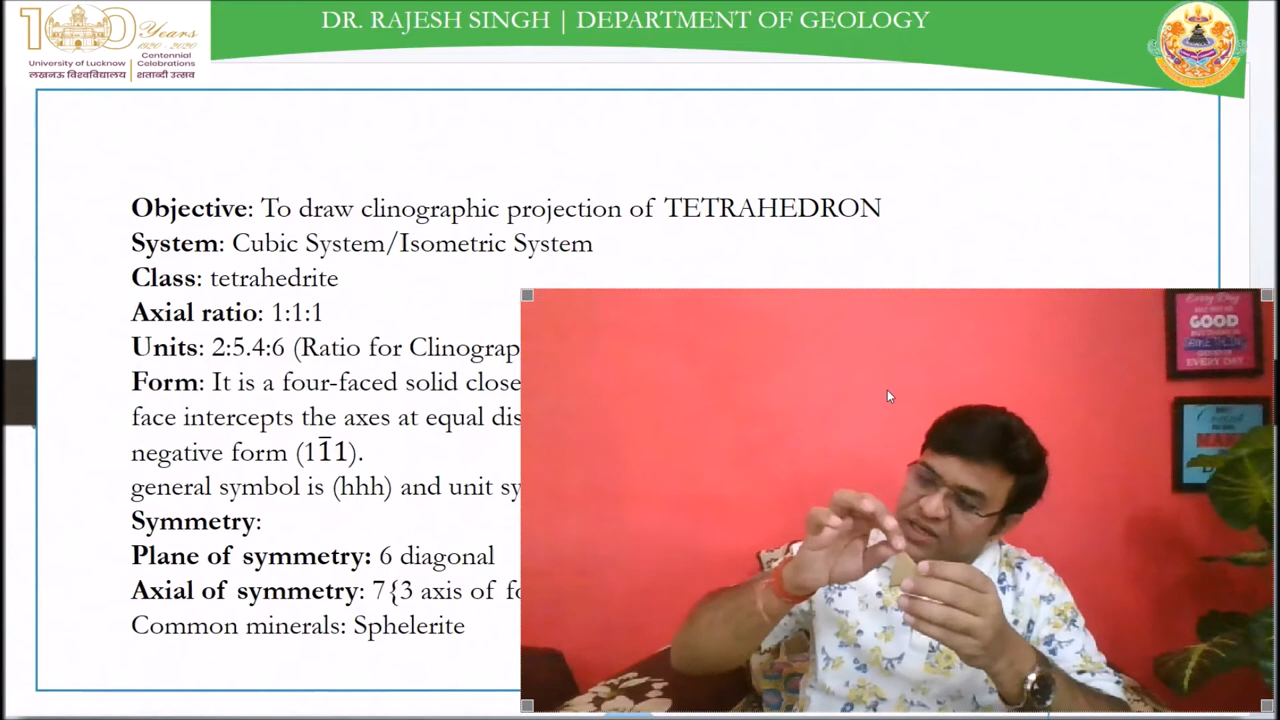 DR. RAJESH SINGH | DEPARTMENT OF GEOLOGY
100 Years
1920 - 2020
University of Lucknow
लखनऊ विश्वविद्यालय
Centennial
Celebrations
शताब्दी उत्सव
Objective: To draw clinographic projection of TETRAHEDRON
System: Cubic System/Isometric System
Class: tetrahedrite
Axial ratio: 1:1:1
Units: 2:5.4:6 (Ratio for Clinograp
Form: It is a four-faced solid close
face intercepts the axes at equal dis
negative form (11̅1).
general symbol is (hhh) and unit sy
Symmetry:
Plane of symmetry: 6 diagonal
Axial of symmetry: 7{3 axis of fo
Common minerals: Sphelerite
Every Day
GOOD
EVERY DAY